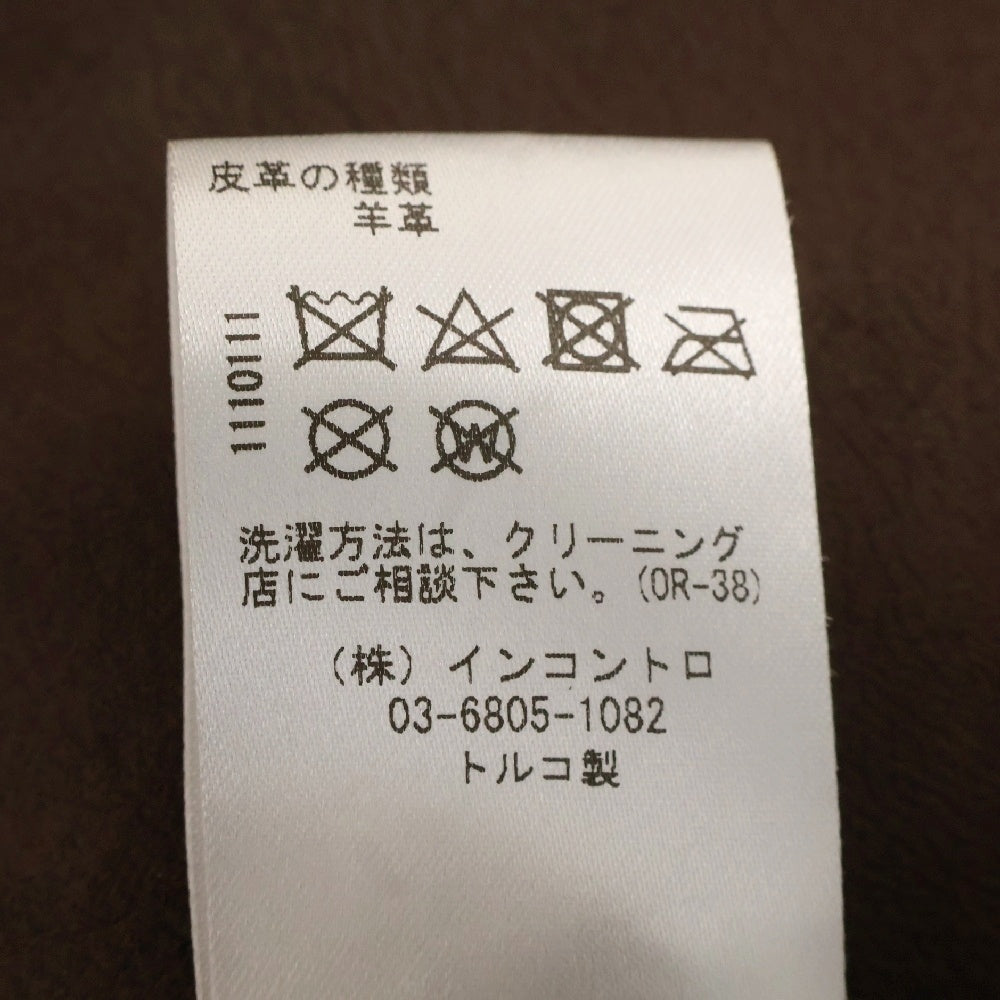 皮革の種類
羊革
1110111
W
洗濯方法は、クリーニング
店にご相談下さい。(OR-38)
(株) インコントロ
03-6805-1082
トルコ製